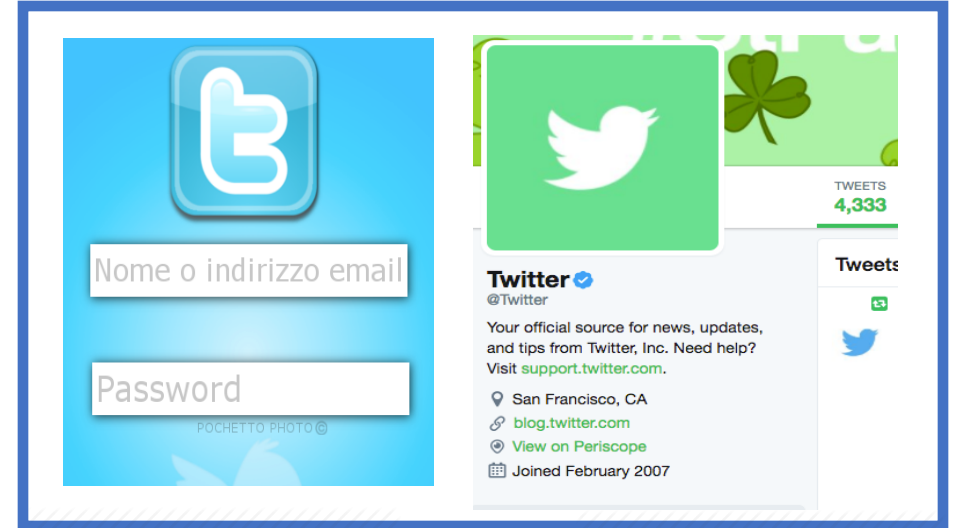 t
Nome o indirizzo email
Password
POCHETTO PHOTO©
TWEETS
4,333
Twitter
@Twitter
Your official source for news, updates,
and tips from Twitter, Inc. Need help?
Visit support.twitter.com.
San Francisco, CA
blog.twitter.com
View on Periscope
Joined February 2007
Tweets